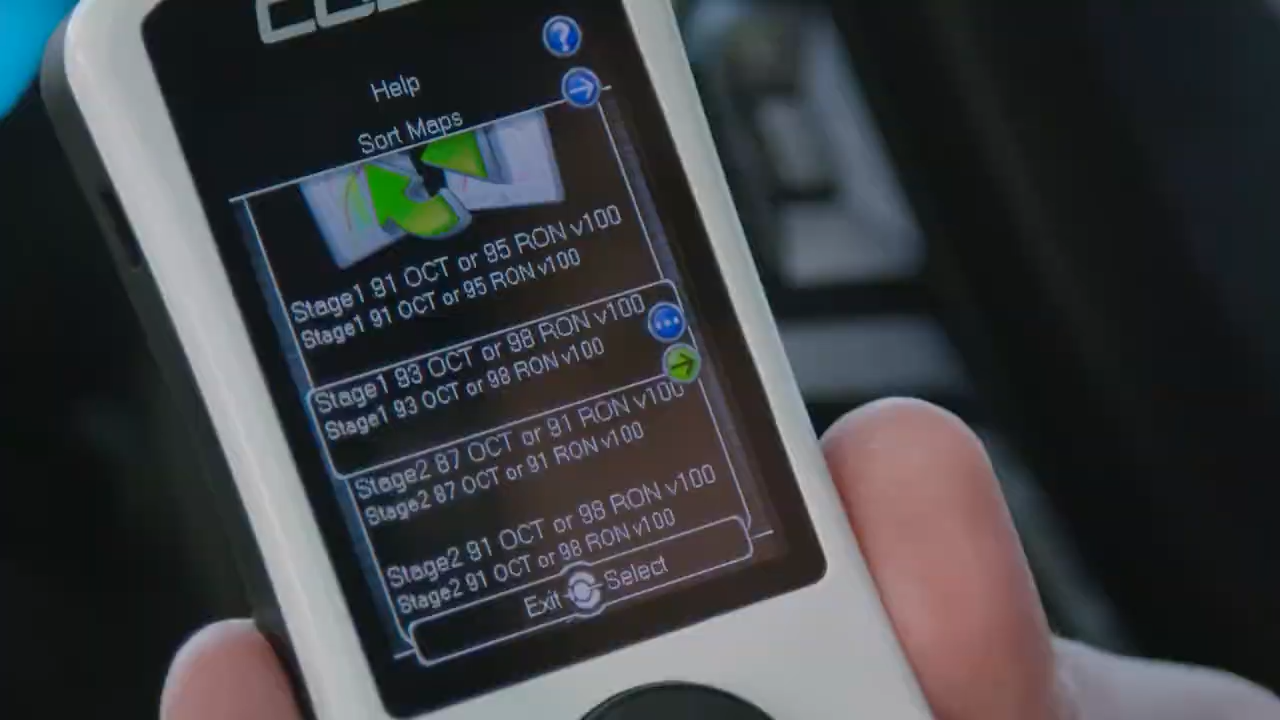 ?
Help
Sort Maps
Stage1 91 OCT or 95 RON v100
Stage1 91 OCT or 95 RON v100
Stage1 93 OCT or 98 RON v100
Stage1 93 OCT or 98 RON v100
Stage2 87 OCT or 91 RON v100
Stage2 87 OCT or 91 RON v100
Stage2 91 OCT or 98 RON v100
Stage2 91 OCT or 98 RON v100
Exit Select